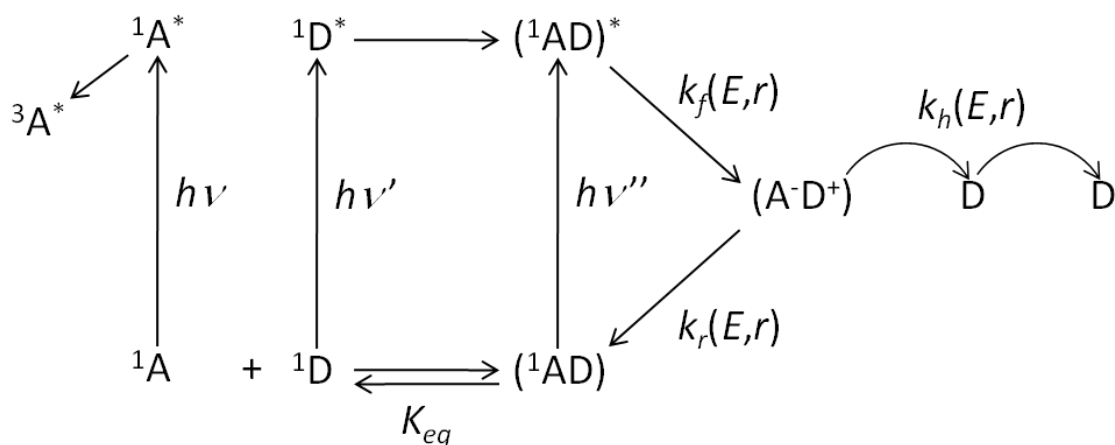 ¹A* ¹D* (¹AD)*
³A* k_f(E,r) k_h(E,r)
hν hν' hν'' (A⁻D⁺) D D
k_r(E,r)
¹A + ¹D (¹AD)
K_eq